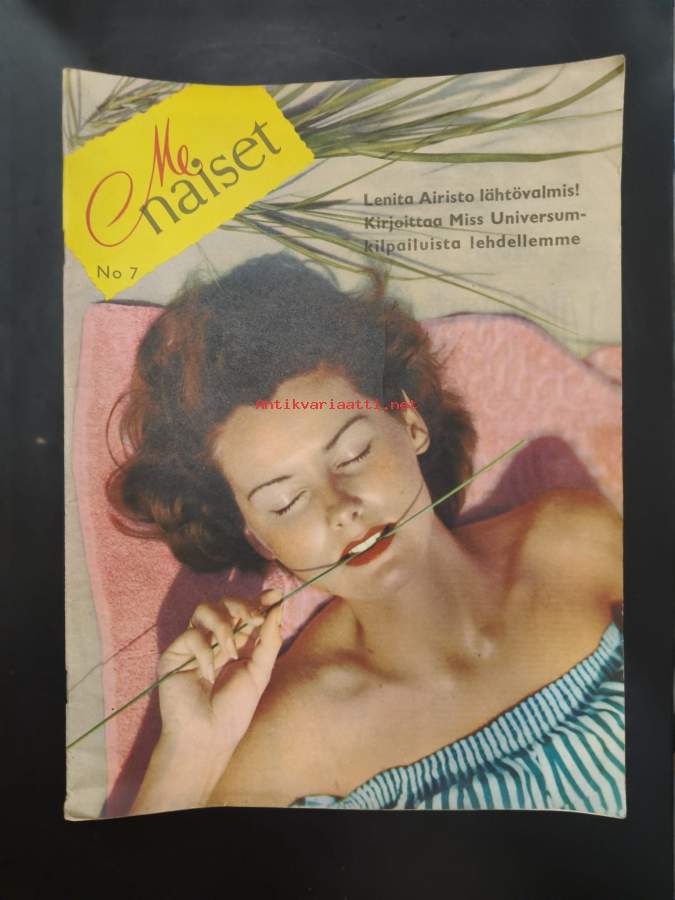 Me
naiset
No 7
Lenita Airisto lähtövalmis!
Kirjoittaa Miss Universum-
kilpailuista lehdellemme
Antikvariaatti.net